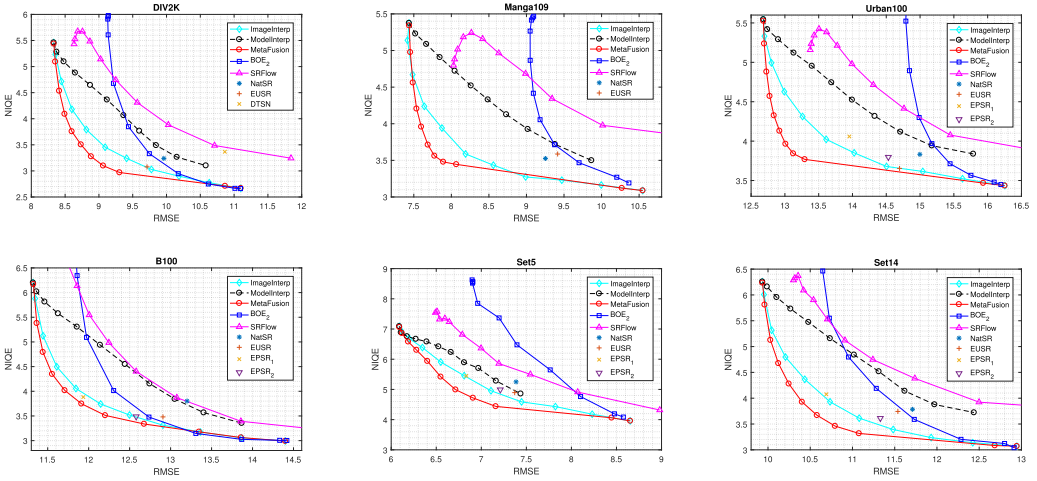 DIV2K
NIQE
6
5.5
5
4.5
4
3.5
3
2.5
8
8.5
9
9.5
10
10.5
11
11.5
12
RMSE
ImageInterp
ModelInterp
MetaFusion
BOE2
SRFlow
NatSR
EUSR
DTSN
Manga109
NIQE
5.5
5
4.5
4
3.5
3
7.5
8
8.5
9
9.5
10
10.5
RMSE
ImageInterp
ModelInterp
MetaFusion
BOE2
SRFlow
NatSR
EUSR
Urban100
NIQE
5.5
5
4.5
4
3.5
12.5
13
13.5
14
14.5
15
15.5
16
16.5
RMSE
ImageInterp
ModelInterp
MetaFusion
BOE2
SRFlow
NatSR
EUSR
EPSR1
EPSR2
B100
NIQE
6.5
6
5.5
5
4.5
4
3.5
3
11.5
12
12.5
13
13.5
14
14.5
RMSE
ImageInterp
ModelInterp
MetaFusion
BOE2
SRFlow
NatSR
EUSR
EPSR1
EPSR2
Set5
NIQE
9
8
7
6
5
4
3
6
6.5
7
7.5
8
8.5
9
RMSE
ImageInterp
ModelInterp
MetaFusion
BOE2
SRFlow
NatSR
EUSR
EPSR1
EPSR2
Set14
NIQE
6.5
6
5.5
5
4.5
4
3.5
3
10
10.5
11
11.5
12
12.5
13
RMSE
ImageInterp
ModelInterp
MetaFusion
BOE2
SRFlow
NatSR
EUSR
EPSR1
EPSR2